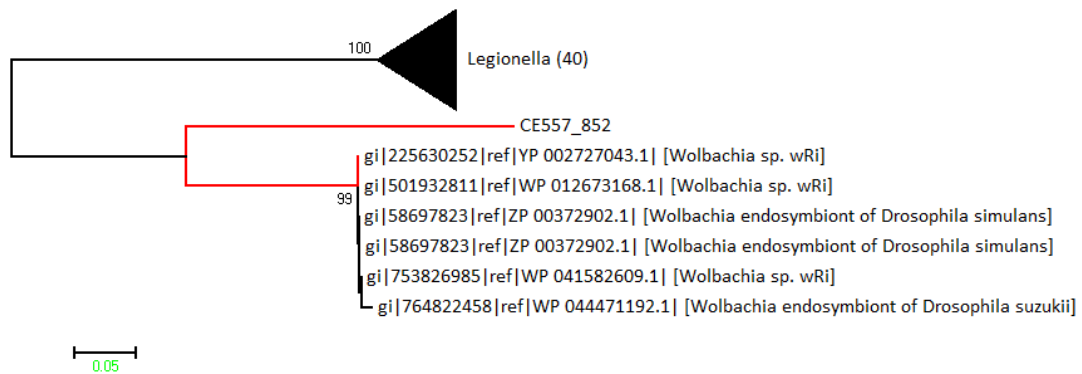 100
Legionella (40)
CE557_852
gi|225630252|ref|YP 002727043.1| [Wolbachia sp. wRi]
gi|501932811|ref|WP 012673168.1| [Wolbachia sp. wRi]
99
gi|58697823|ref|ZP 00372902.1| [Wolbachia endosymbiont of Drosophila simulans]
gi|58697823|ref|ZP 00372902.1| [Wolbachia endosymbiont of Drosophila simulans]
gi|753826985|ref|WP 041582609.1| [Wolbachia sp. wRi]
gi|764822458|ref|WP 044471192.1| [Wolbachia endosymbiont of Drosophila suzukii]
0.05